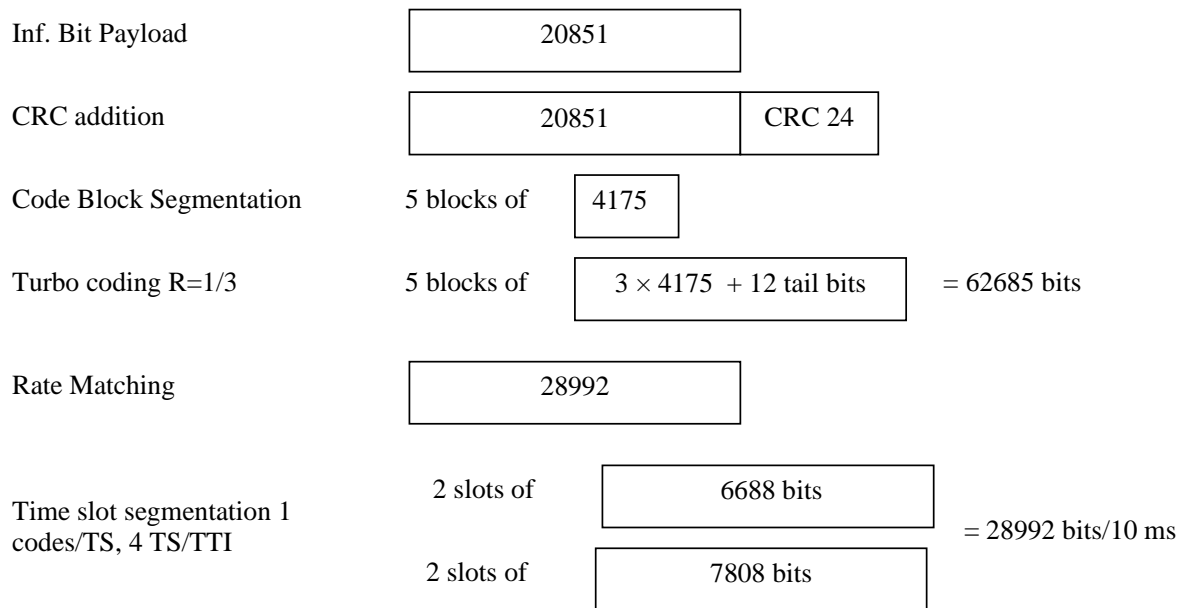 Inf. Bit Payload
20851
CRC addition
20851
CRC 24
Code Block Segmentation
5 blocks of
4175
Turbo coding R=1/3
5 blocks of
3 × 4175 + 12 tail bits
= 62685 bits
Rate Matching
28992
Time slot segmentation 1
codes/TS, 4 TS/TTI
2 slots of
6688 bits
= 28992 bits/10 ms
2 slots of
7808 bits